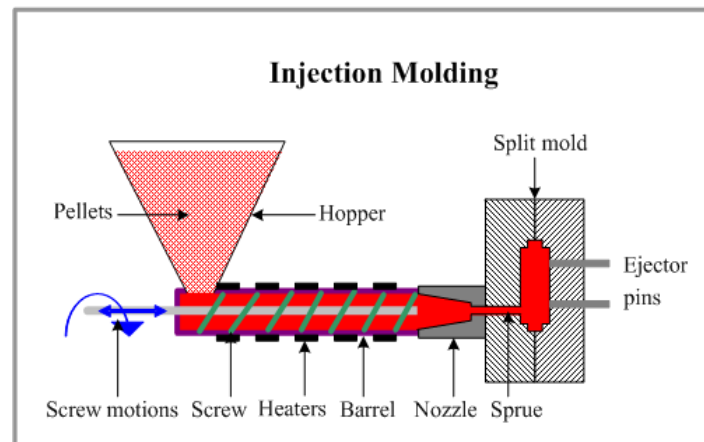 Injection Molding
Split mold
Pellets
Hopper
Ejector
pins
Screw motions
Screw
Heaters
Barrel
Nozzle
Sprue